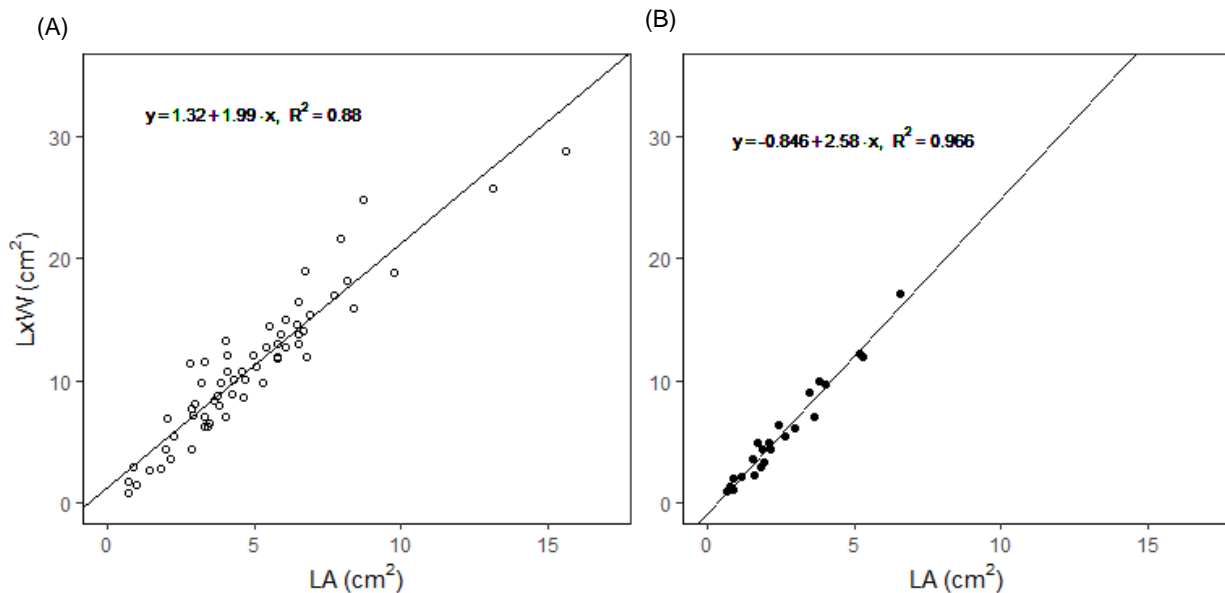 (A)
(B)
y=1.32+1.99·x, R²=0.88
y=-0.846+2.58·x, R²=0.966
LxW (cm²)
30
20
10
0
30
20
10
0
0 5 10 15
0 5 10 15
LA (cm²)
LA (cm²)